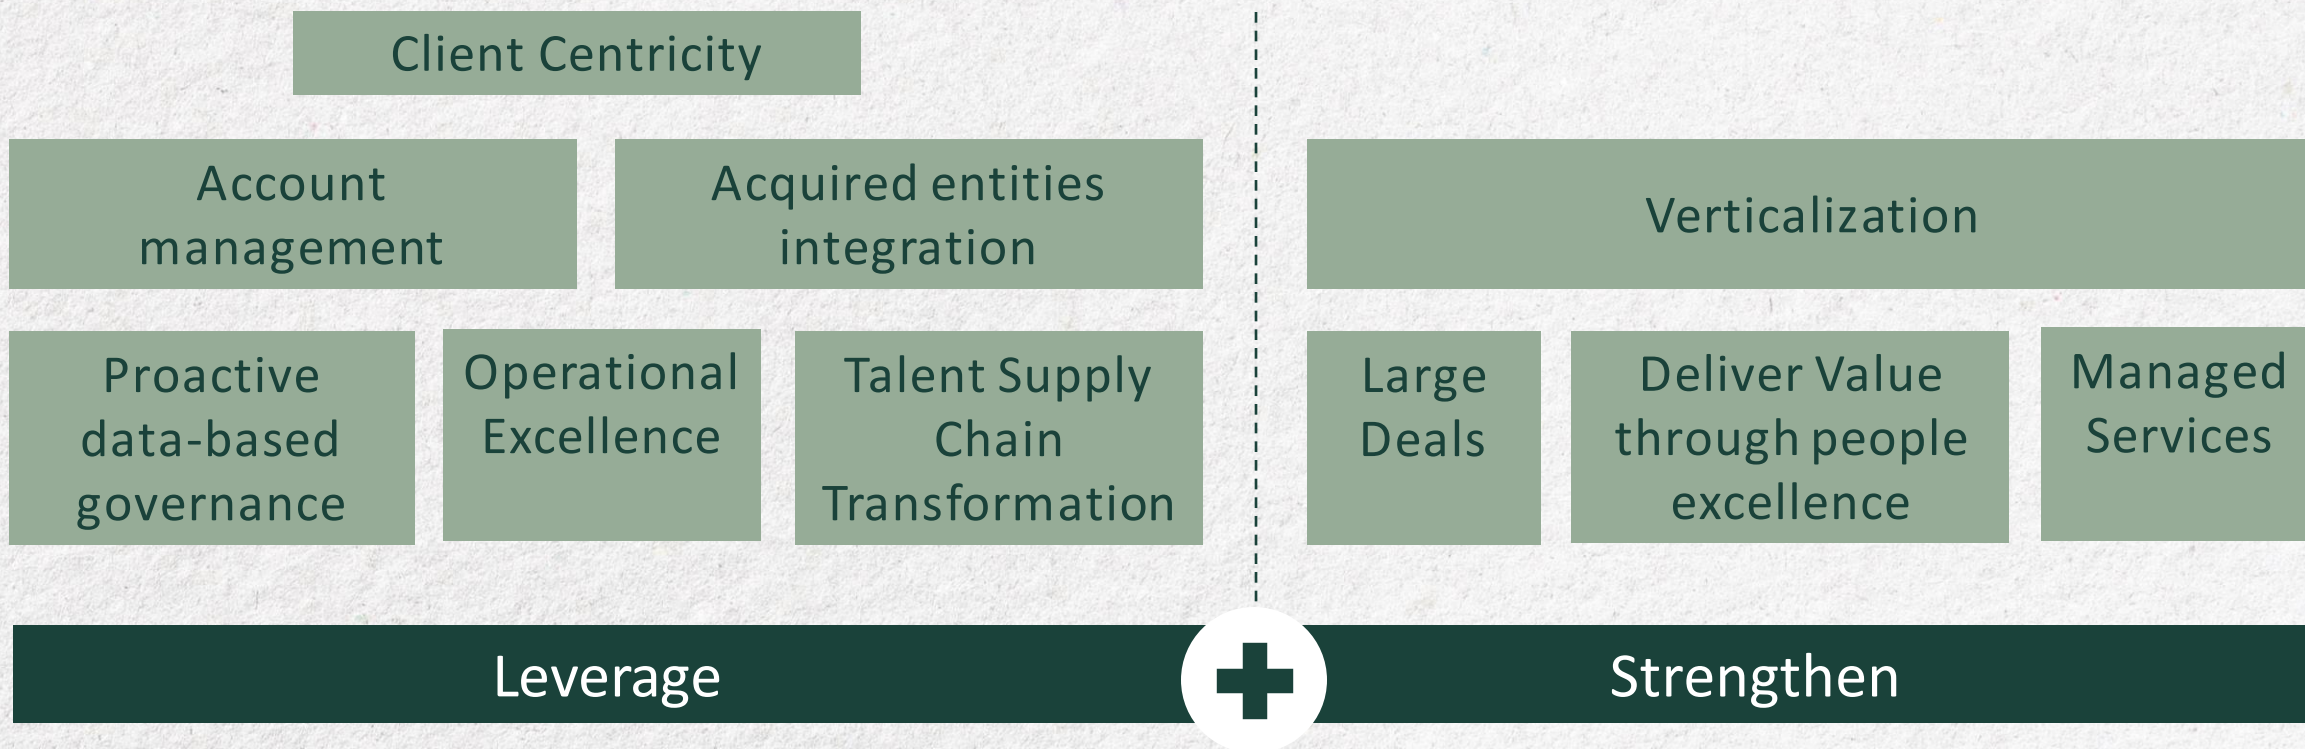 Client Centricity
Account
management
Acquired entities
integration
Verticalization
Proactive
data-based
governance
Operational
Excellence
Talent Supply
Chain
Transformation
Large
Deals
Deliver Value
through people
excellence
Managed
Services
Leverage
Strengthen